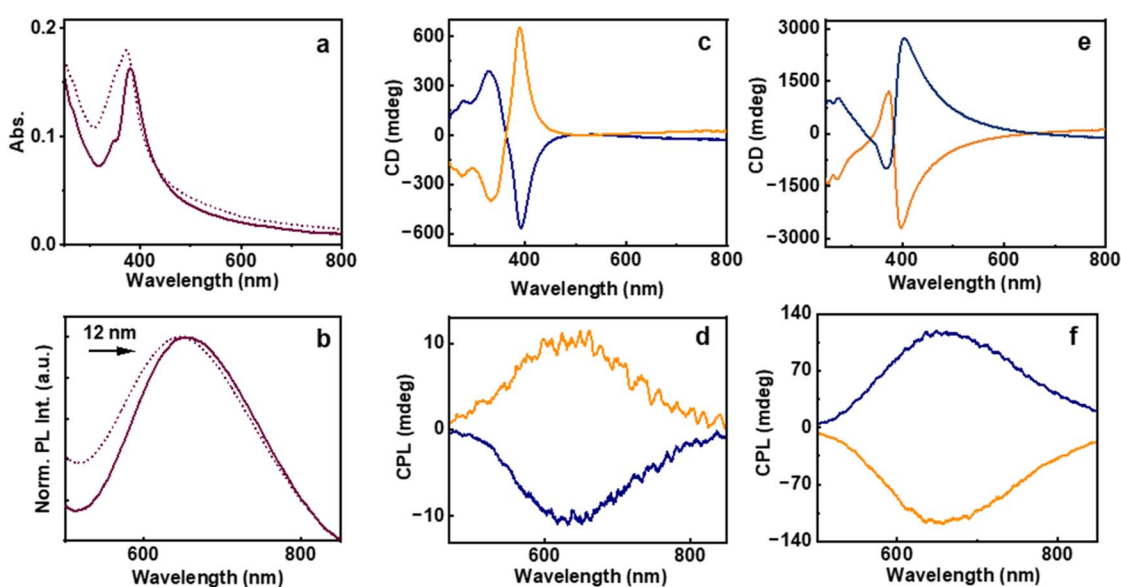 a
Abs.
0.2
0.1
0.0
400
600
800
Wavelength (nm)
c
CD (mdeg)
600
300
0
−300
−600
400
600
800
Wavelength (nm)
e
CD (mdeg)
3000
1500
0
−1500
−3000
400
600
800
Wavelength (nm)
b
12 nm
Norm. PL Int. (a.u.)
600
800
Wavelength (nm)
d
CPL (mdeg)
10
0
−10
600
800
Wavelength (nm)
f
CPL (mdeg)
140
70
0
−70
−140
600
800
Wavelength (nm)